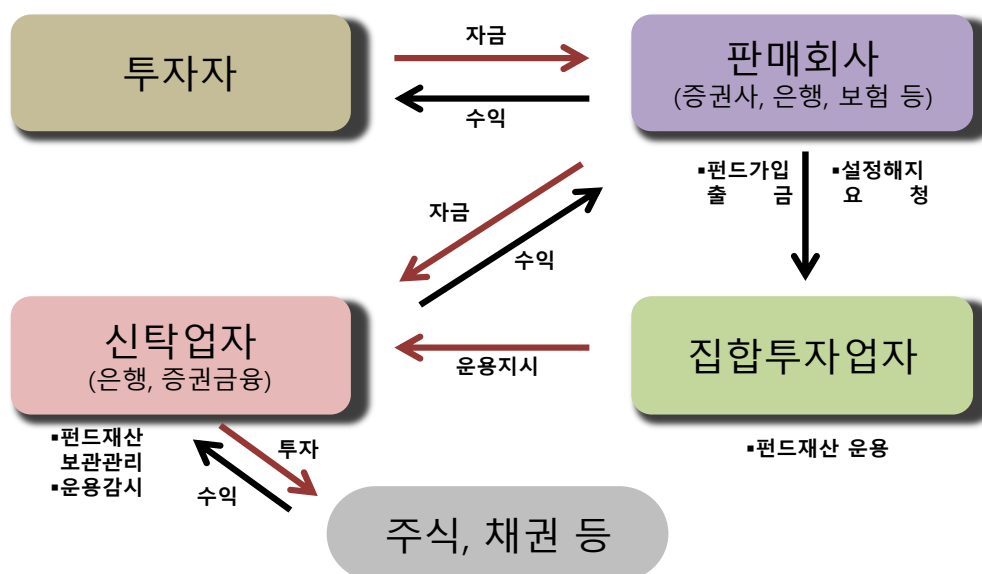 투자자
자금
수익
판매회사
(증권사, 은행, 보험 등)
▪펀드가입
출 금
▪설정해지
요 청
자금
수익
신탁업자
(은행, 증권금융)
운용지시
집합투자업자
▪펀드재산
보관관리
▪운용감시
투자
수익
▪펀드재산 운용
주식, 채권 등